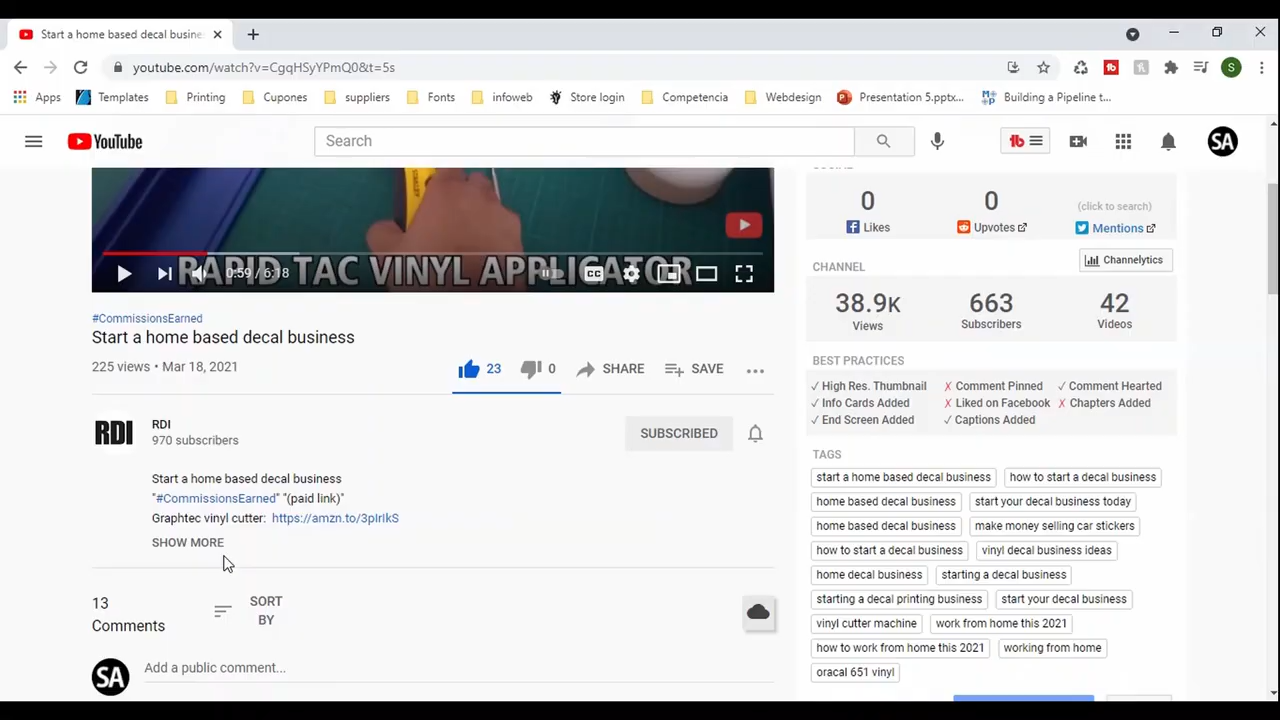 Start a home based decal busine
youtube.com/watch?v=CgqHSyYPmQ0&t=5s
S
Apps
Templates
Printing
Cupones
suppliers
Fonts
infoweb
Store login
Competencia
Webdesign
Presentation 5.pptx...
Building a Pipeline t...
YouTube
Search
tb
SA
RAPID TAC VINYL APPLICATOR
0:59 / 6:18
CC
#CommissionsEarned
Start a home based decal business
225 views • Mar 18, 2021
23
0
SHARE
SAVE
RDI
RDI
970 subscribers
SUBSCRIBED
Start a home based decal business
"#CommissionsEarned" "(paid link)"
Graphtec vinyl cutter: https://amzn.to/3pIrIkS
SHOW MORE
13
Comments
SORT
BY
SA
Add a public comment...
0
Likes
0
Upvotes
(click to search)
Mentions
CHANNEL
Channelytics
38.9K
Views
663
Subscribers
42
Videos
BEST PRACTICES
✓ High Res. Thumbnail
✗ Comment Pinned
✓ Comment Hearted
✓ Info Cards Added
✗ Liked on Facebook
✗ Chapters Added
✓ End Screen Added
✓ Captions Added
TAGS
start a home based decal business
how to start a decal business
home based decal business
start your decal business today
home based decal business
make money selling car stickers
how to start a decal business
vinyl decal business ideas
home decal business
starting a decal business
starting a decal printing business
start your decal business
vinyl cutter machine
work from home this 2021
how to work from home this 2021
working from home
oracal 651 vinyl